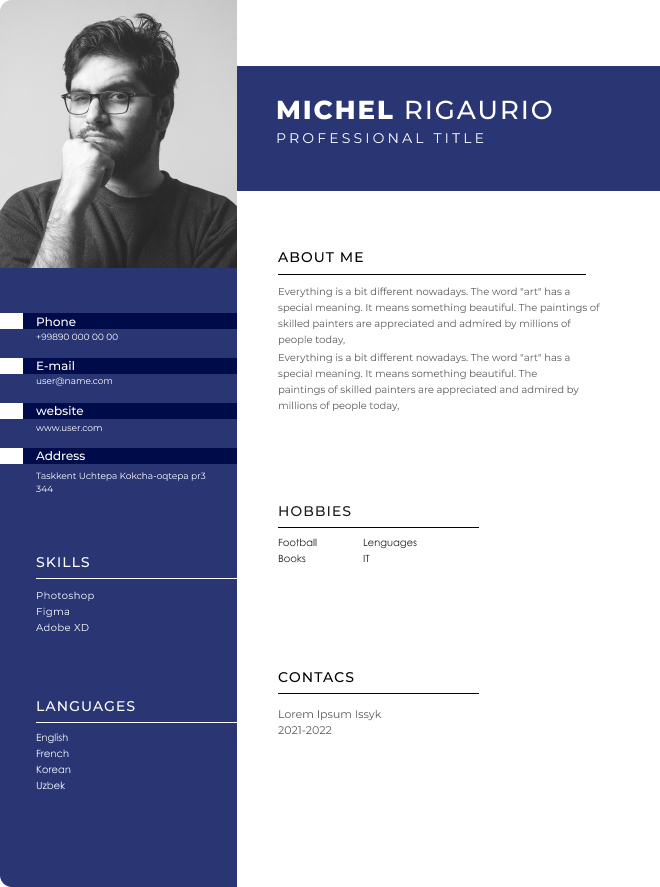 MICHEL RIGAURIO
PROFESSIONAL TITLE
Phone
+99890 000 00 00
E-mail
user@name.com
website
www.user.com
Address
Taskkent Uchtepa Kokcha-oqtepa pr3
344
SKILLS
Photoshop
Figma
Adobe XD
LANGUAGES
English
French
Korean
Uzbek
ABOUT ME
Everything is a bit different nowadays. The word "art" has a
special meaning. It means something beautiful. The paintings of
skilled painters are appreciated and admired by millions of
people today,
Everything is a bit different nowadays. The word "art" has a
special meaning. It means something beautiful. The
paintings of skilled painters are appreciated and admired by
millions of people today,
HOBBIES
Football Lenguages
Books IT
CONTACS
Lorem Ipsum Issyk
2021-2022